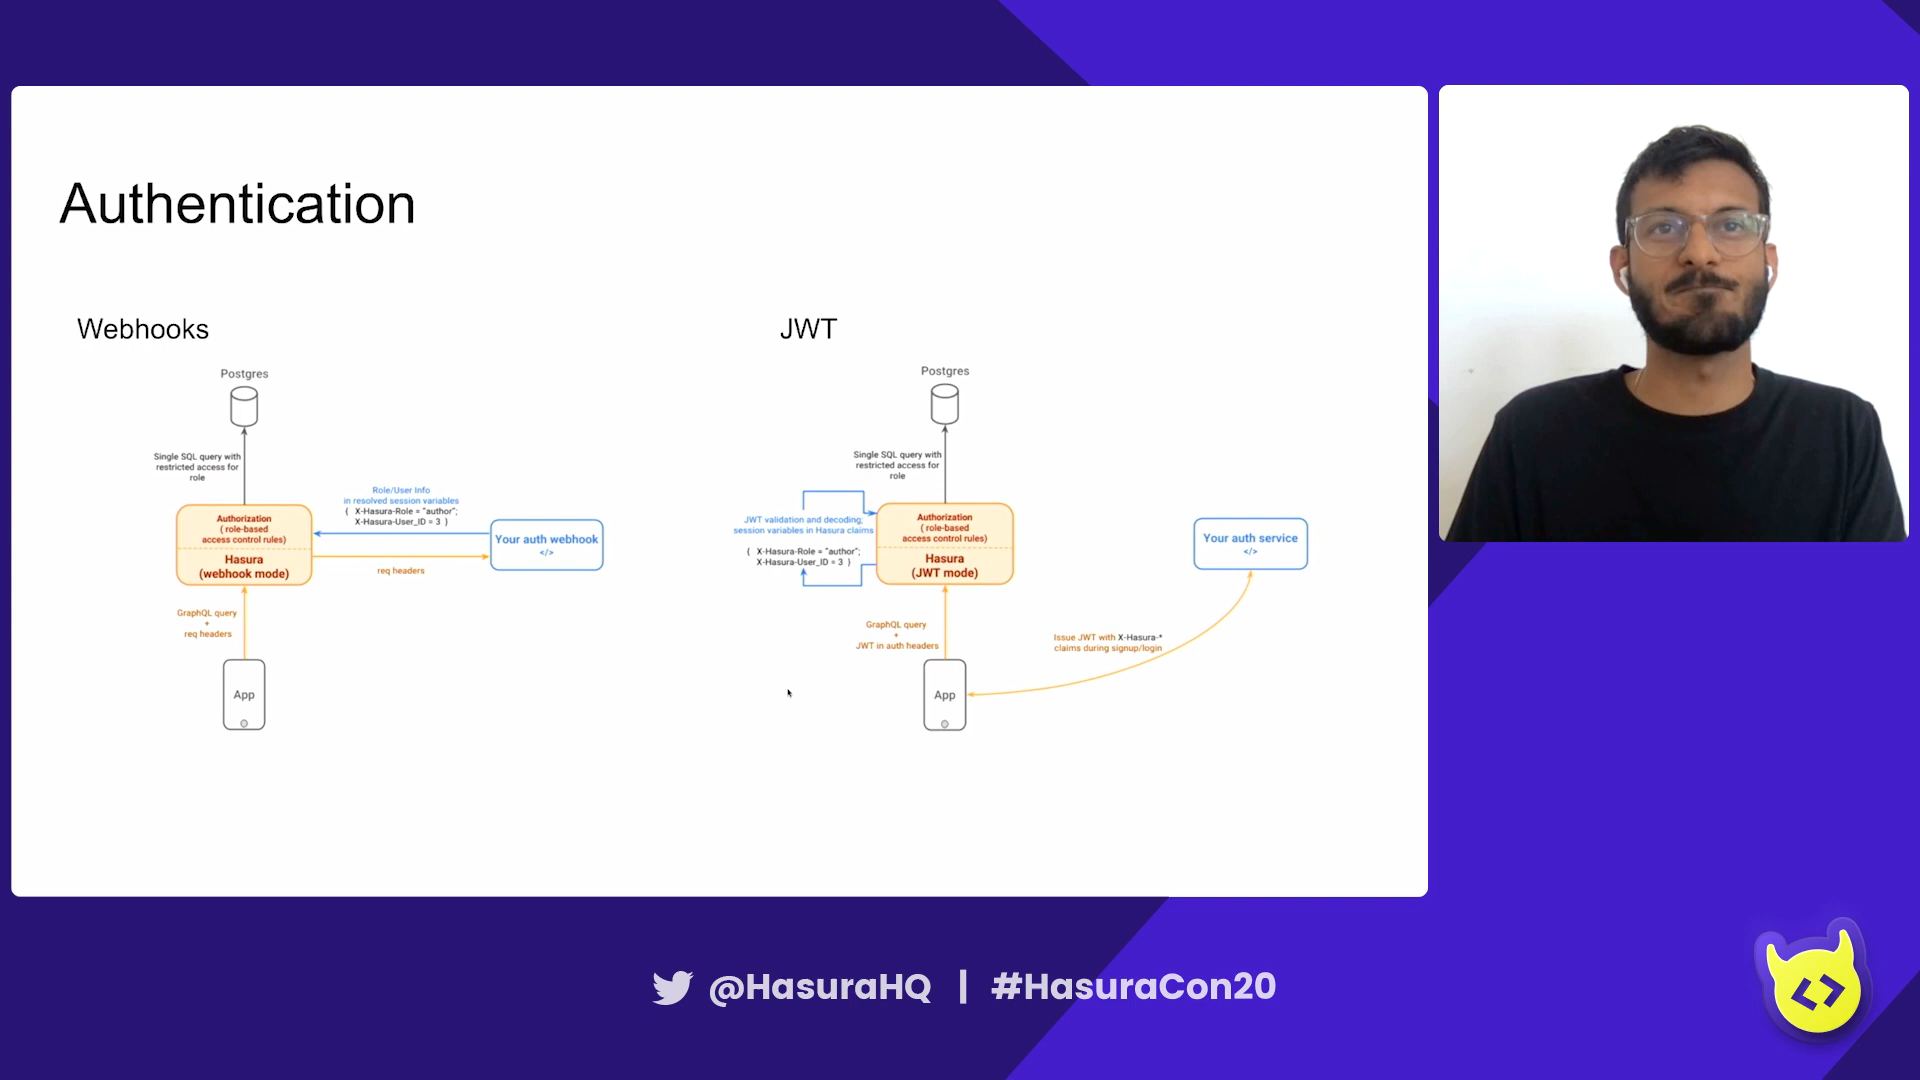 Authentication
Webhooks
Postgres
Single SQL query with
restricted access for
role
Role/User Info
in resolved session variables
{ X-Hasura-Role = "author";
X-Hasura-User_ID = 3 }
Authorization
( role-based
access control rules)
Hasura
(webhook mode)
Your auth webhook
</>
req headers
GraphQL query
+
req headers
App
JWT
Postgres
Single SQL query with
restricted access for
role
JWT validation and decoding;
session variables in Hasura claims
{ X-Hasura-Role = "author";
X-Hasura-User_ID = 3 }
Authorization
( role-based
access control rules)
Hasura
(JWT mode)
Your auth service
</>
GraphQL query
+
JWT in auth headers
Issue JWT with X-Hasura-*
claims during signup/login
App
@HasuraHQ | #HasuraCon20